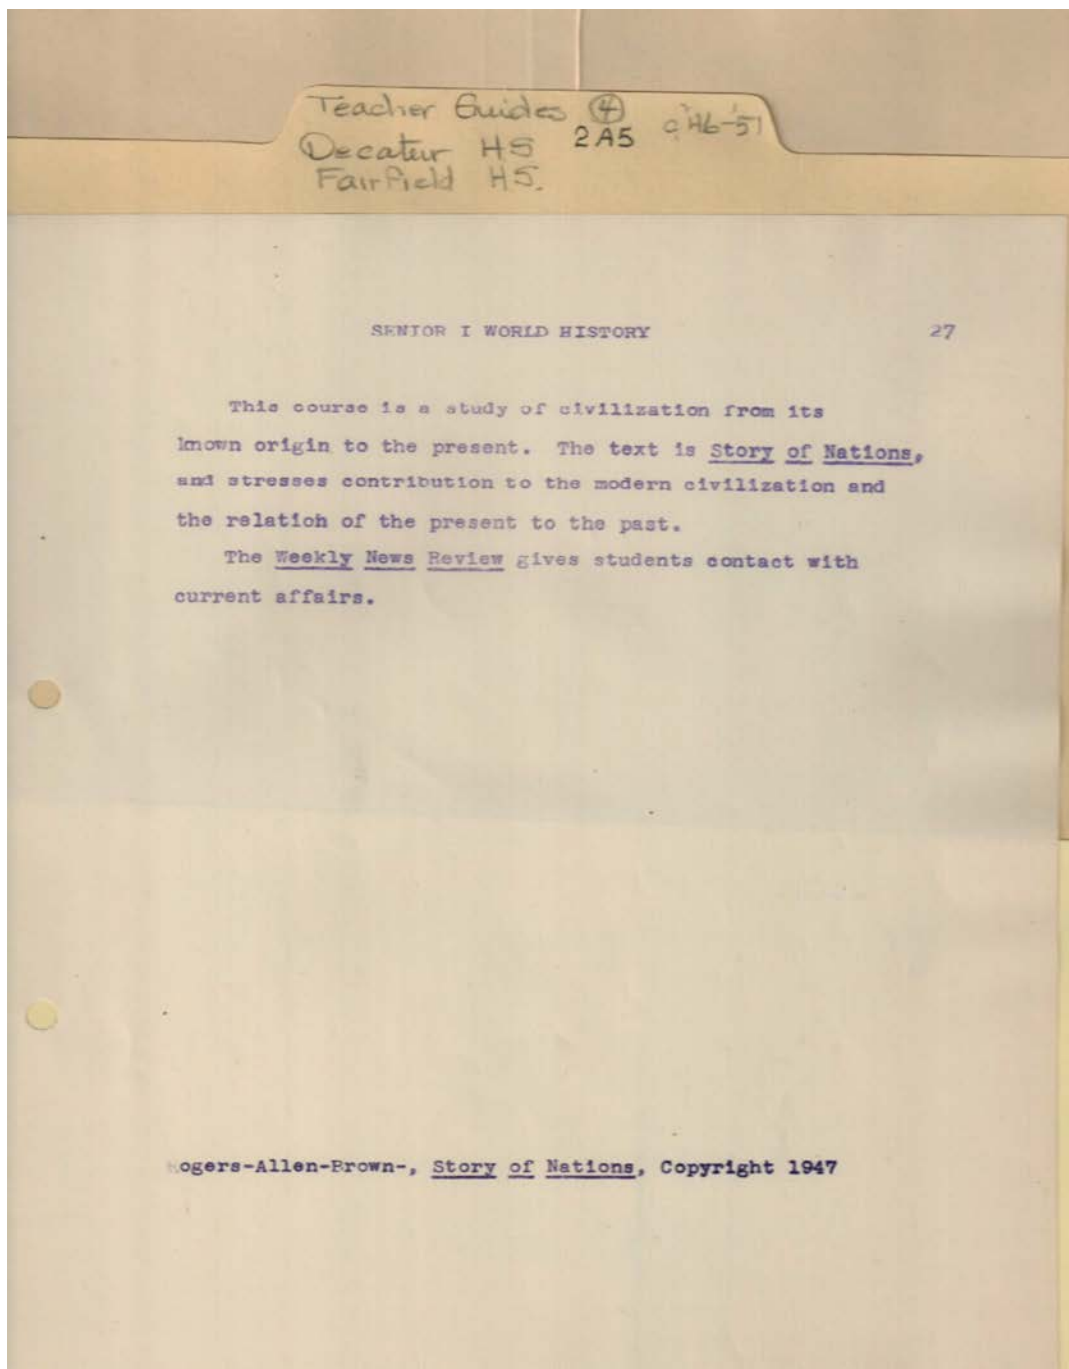 Teacher Guides ④
Decatur HS 2A5 c'46-51
Fairfield HS.
SENIOR I WORLD HISTORY 27
This course is a study of civilization from its
known origin to the present. The text is Story of Nations,
and stresses contribution to the modern civilization and
the relation of the present to the past.
The Weekly News Review gives students contact with
current affairs.
Rogers-Allen-Brown-, Story of Nations, Copyright 1947